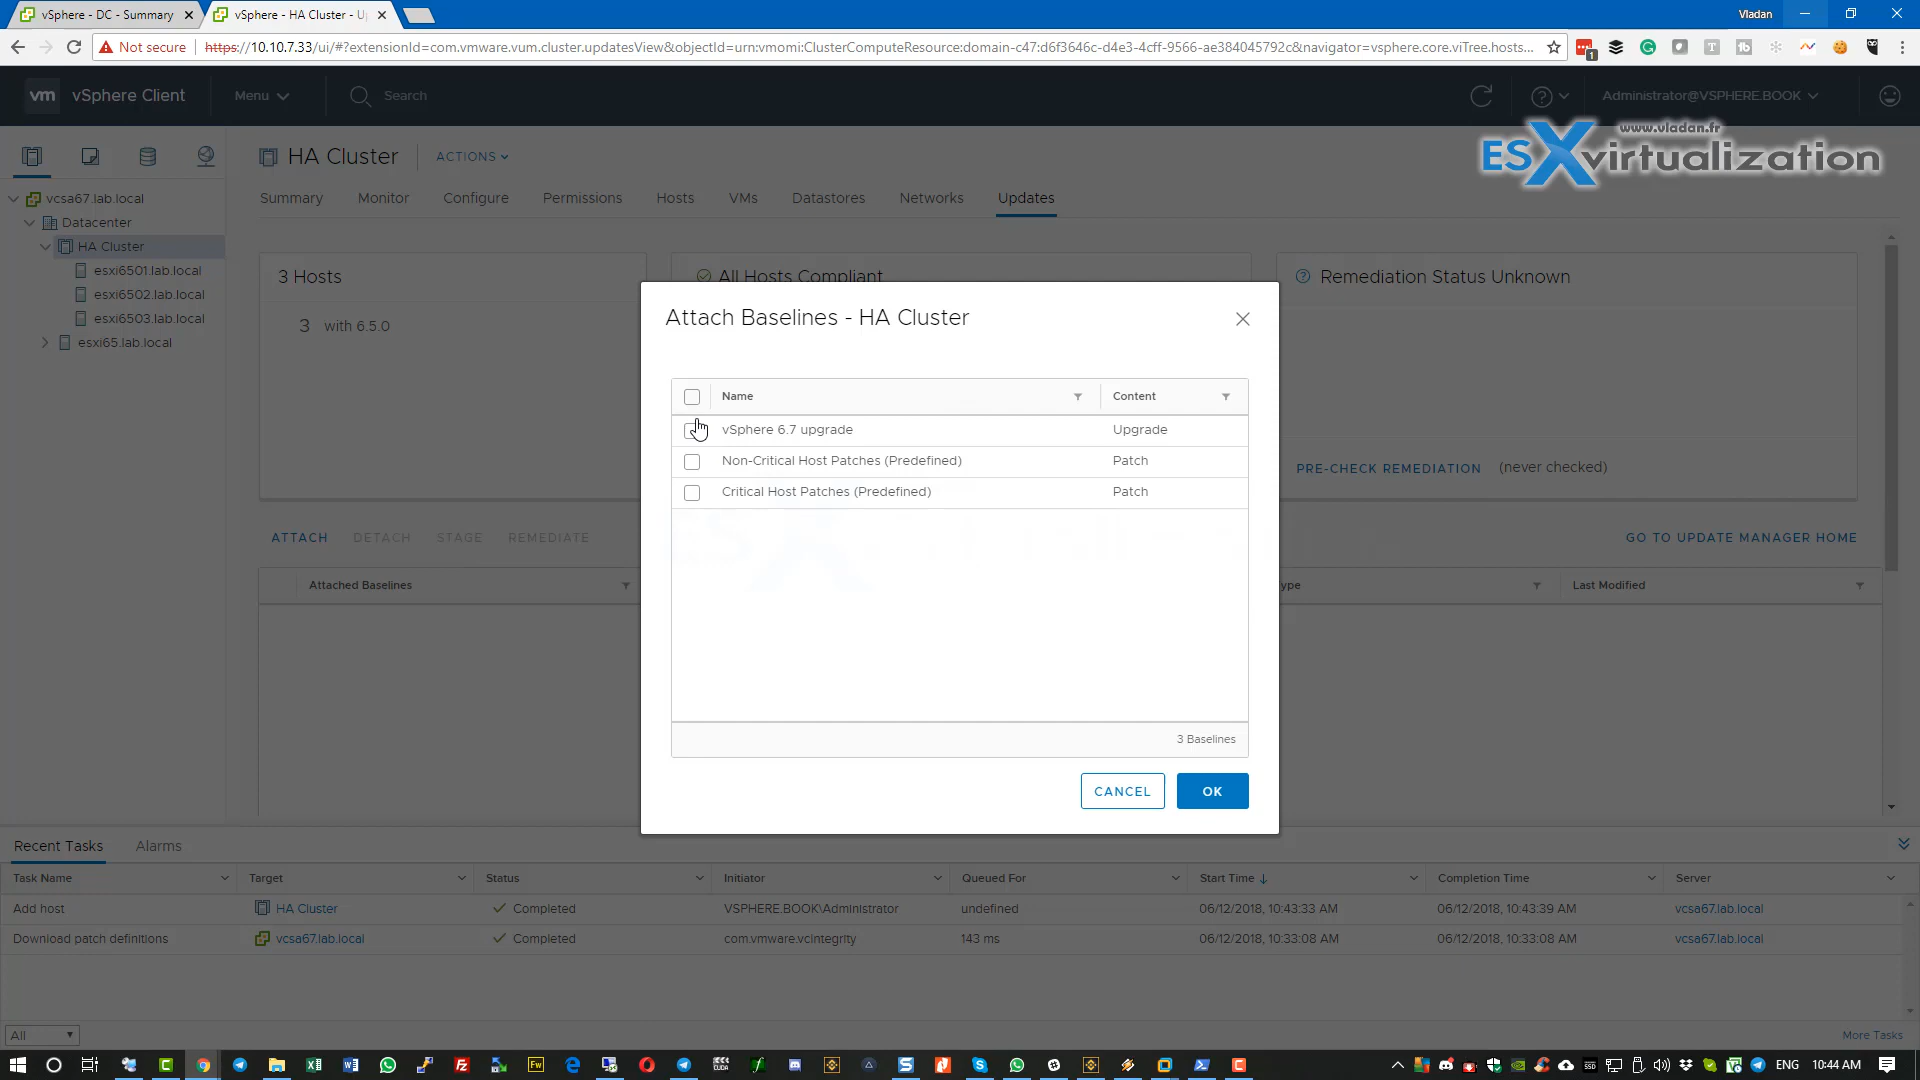 vSphere - DC - Summary
vSphere - HA Cluster - U
Vladan
Not secure
https://10.10.7.33/ui/#?extensionId=com.vmware.vum.cluster.updatesView&objectId=urn:vmomi:ClusterComputeResource:domain-c47:d6f3646c-d4e3-4cff-9566-ae384045792c&navigator=vsphere.core.viTree.hosts...
vm vSphere Client Menu Search
Administrator@VSPHERE.BOOK
www.vladan.fr
ESXvirtualization
HA Cluster ACTIONS
Summary Monitor Configure Permissions Hosts VMs Datastores Networks Updates
vcsa67.lab.local
Datacenter
HA Cluster
esxi6501.lab.local
esxi6502.lab.local
esxi6503.lab.local
esxi65.lab.local
3 Hosts
3 with 6.5.0
All Hosts Compliant
Remediation Status Unknown
PRE-CHECK REMEDIATION (never checked)
Attach Baselines - HA Cluster
Name Content
vSphere 6.7 upgrade Upgrade
Non-Critical Host Patches (Predefined) Patch
Critical Host Patches (Predefined) Patch
3 Baselines
CANCEL OK
ATTACH DETACH STAGE REMEDIATE
GO TO UPDATE MANAGER HOME
Attached Baselines
ype
Last Modified
Recent Tasks Alarms
Task Name Target Status Initiator Queued For Start Time Completion Time Server
Add host HA Cluster Completed VSPHERE.BOOK\Administrator undefined 06/12/2018, 10:43:33 AM 06/12/2018, 10:43:39 AM vcsa67.lab.local
Download patch definitions vcsa67.lab.local Completed com.vmware.vcIntegrity 143 ms 06/12/2018, 10:33:08 AM 06/12/2018, 10:33:08 AM vcsa67.lab.local
All
More Tasks
ENG 10:44 AM